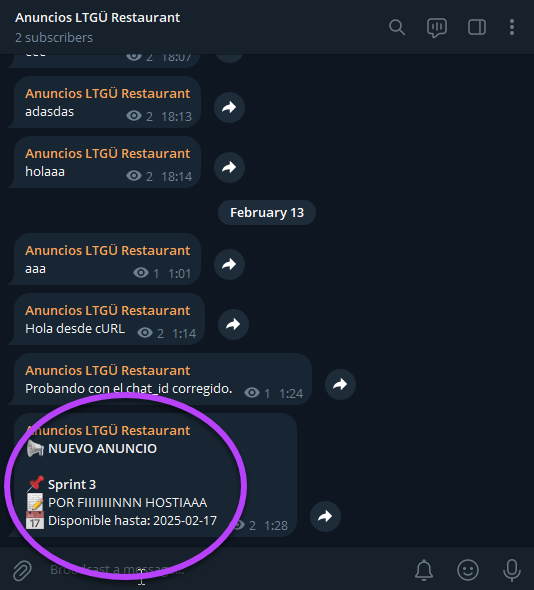 Anuncios LTGÜ Restaurant
2 subscribers
2 18:07
Anuncios LTGÜ Restaurant
adasdas
2 18:13
Anuncios LTGÜ Restaurant
holaaa
2 18:14
February 13
Anuncios LTGÜ Restaurant
aaa
1 1:01
Anuncios LTGÜ Restaurant
Hola desde cURL
2 1:14
Anuncios LTGÜ Restaurant
Probando con el chat_id corregido.
1 1:24
Anuncios LTGÜ Restaurant
NUEVO ANUNCIO
Sprint 3
POR FIIIIIIIINNN HOSTIAAA
Disponible hasta: 2025-02-17
2 1:28
Broadcast a message...